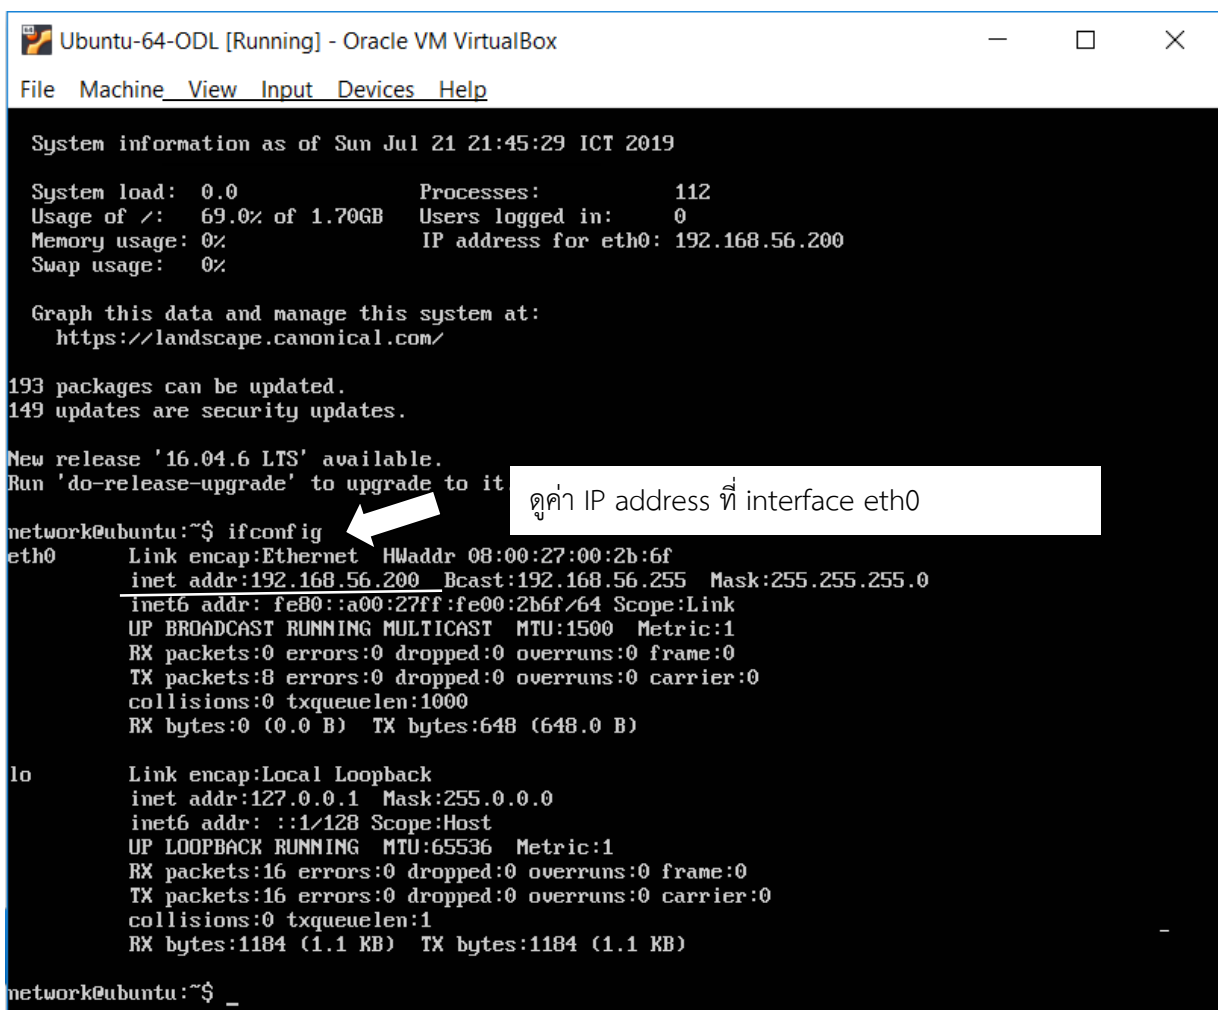 Ubuntu-64-ODL [Running] - Oracle VM VirtualBox
File Machine View Input Devices Help
System information as of Sun Jul 21 21:45:29 ICT 2019
System load: 0.0 Processes: 112
Usage of /: 69.0% of 1.70GB Users logged in: 0
Memory usage: 0% IP address for eth0: 192.168.56.200
Swap usage: 0%
Graph this data and manage this system at:
https://landscape.canonical.com/
193 packages can be updated.
149 updates are security updates.
New release '16.04.6 LTS' available.
Run 'do-release-upgrade' to upgrade to it
ดูค่า IP address ที่ interface eth0
network@ubuntu:~$ ifconfig
eth0 Link encap:Ethernet HWaddr 08:00:27:00:2b:6f
inet addr:192.168.56.200 Bcast:192.168.56.255 Mask:255.255.255.0
inet6 addr: fe80::a00:27ff:fe00:2b6f/64 Scope:Link
UP BROADCAST RUNNING MULTICAST MTU:1500 Metric:1
RX packets:0 errors:0 dropped:0 overruns:0 frame:0
TX packets:8 errors:0 dropped:0 overruns:0 carrier:0
collisions:0 txqueuelen:1000
RX bytes:0 (0.0 B) TX bytes:648 (648.0 B)
lo Link encap:Local Loopback
inet addr:127.0.0.1 Mask:255.0.0.0
inet6 addr: ::1/128 Scope:Host
UP LOOPBACK RUNNING MTU:65536 Metric:1
RX packets:16 errors:0 dropped:0 overruns:0 frame:0
TX packets:16 errors:0 dropped:0 overruns:0 carrier:0
collisions:0 txqueuelen:1
RX bytes:1184 (1.1 KB) TX bytes:1184 (1.1 KB)
network@ubuntu:~$ _